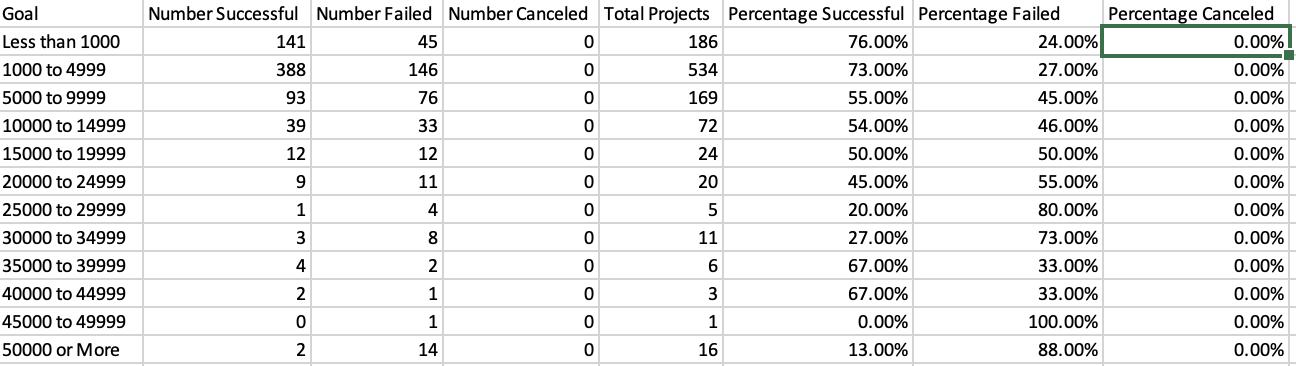 Goal Number Successful Number Failed Number Canceled Total Projects Percentage Successful Percentage Failed Percentage Canceled
Less than 1000 141 45 0 186 76.00% 24.00% 0.00%
1000 to 4999 388 146 0 534 73.00% 27.00% 0.00%
5000 to 9999 93 76 0 169 55.00% 45.00% 0.00%
10000 to 14999 39 33 0 72 54.00% 46.00% 0.00%
15000 to 19999 12 12 0 24 50.00% 50.00% 0.00%
20000 to 24999 9 11 0 20 45.00% 55.00% 0.00%
25000 to 29999 1 4 0 5 20.00% 80.00% 0.00%
30000 to 34999 3 8 0 11 27.00% 73.00% 0.00%
35000 to 39999 4 2 0 6 67.00% 33.00% 0.00%
40000 to 44999 2 1 0 3 67.00% 33.00% 0.00%
45000 to 49999 0 1 0 1 0.00% 100.00% 0.00%
50000 or More 2 14 0 16 13.00% 88.00% 0.00%